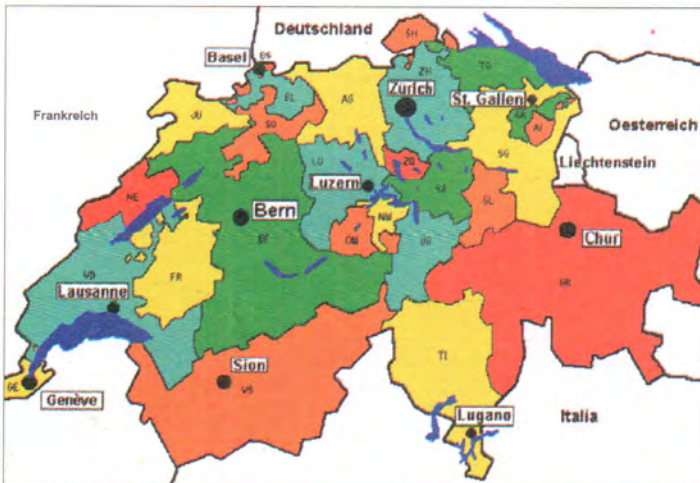 Deutschland
SH
Basel
BS
ZH
TG
Frankreich
BL
AG
Zürich
St. Gallen
JU
SO
AR
AI
Oesterreich
LU
ZG
SG
Liechtenstein
NE
Luzern
SZ
GL
Bern
NW
BE
OW
UR
Chur
VD
FR
GR
Lausanne
TI
Sion
VS
GE
Genève
Lugano
Italia